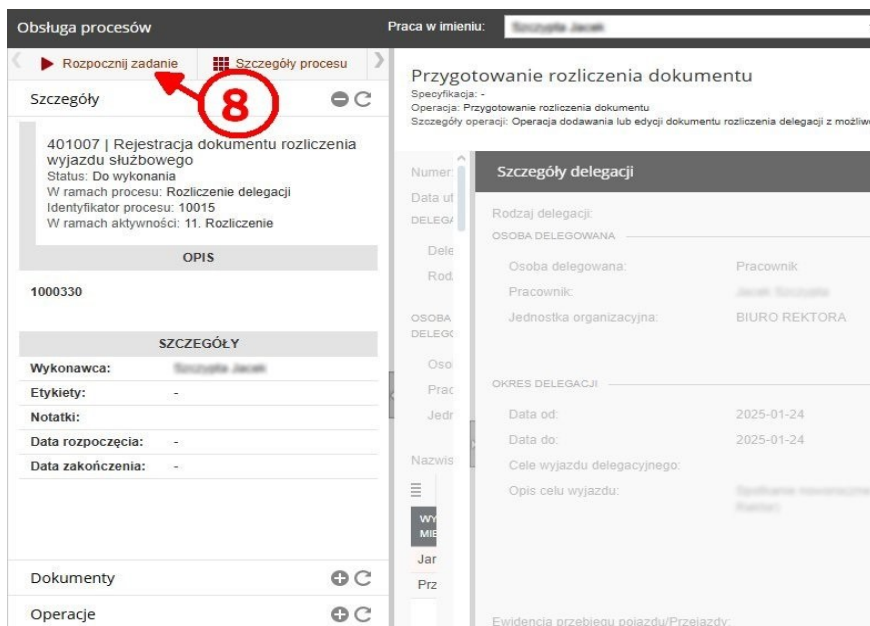 Obsługa procesów
Praca w imieniu:
Rozpocznij zadanie
Szczegóły procesu
8
Szczegóły
401007 | Rejestracja dokumentu rozliczenia
wyjazdu służbowego
Status: Do wykonania
W ramach procesu: Rozliczenie delegacji
Identyfikator procesu: 10015
W ramach aktywności: 11. Rozliczenie
OPIS
1000330
SZCZEGÓŁY
Wykonawca:
Etykiety: -
Notatki:
Data rozpoczęcia: -
Data zakończenia: -
Dokumenty
Operacje
Przygotowanie rozliczenia dokumentu
Specyfikacja: -
Operacja: Przygotowanie rozliczenia dokumentu
Szczegóły operacji: Operacja dodawania lub edycji dokumentu rozliczenia delegacji z możliw
Numer:
Data ut
DELEGA
Dele
Rod
OSOBA
DELEGO
Oso
Prac
Jedn
Nazwis
WY
MIE
Jar
Prz
Szczegóły delegacji
Rodzaj delegacji:
OSOBA DELEGOWANA
Osoba delegowana: Pracownik
Pracownik:
Jednostka organizacyjna: BIURO REKTORA
OKRES DELEGACJI
Data od: 2025-01-24
Data do: 2025-01-24
Cele wyjazdu delegacyjnego:
Opis celu wyjazdu:
Ewidencja przebiegu pojazdu/Przejazdy: